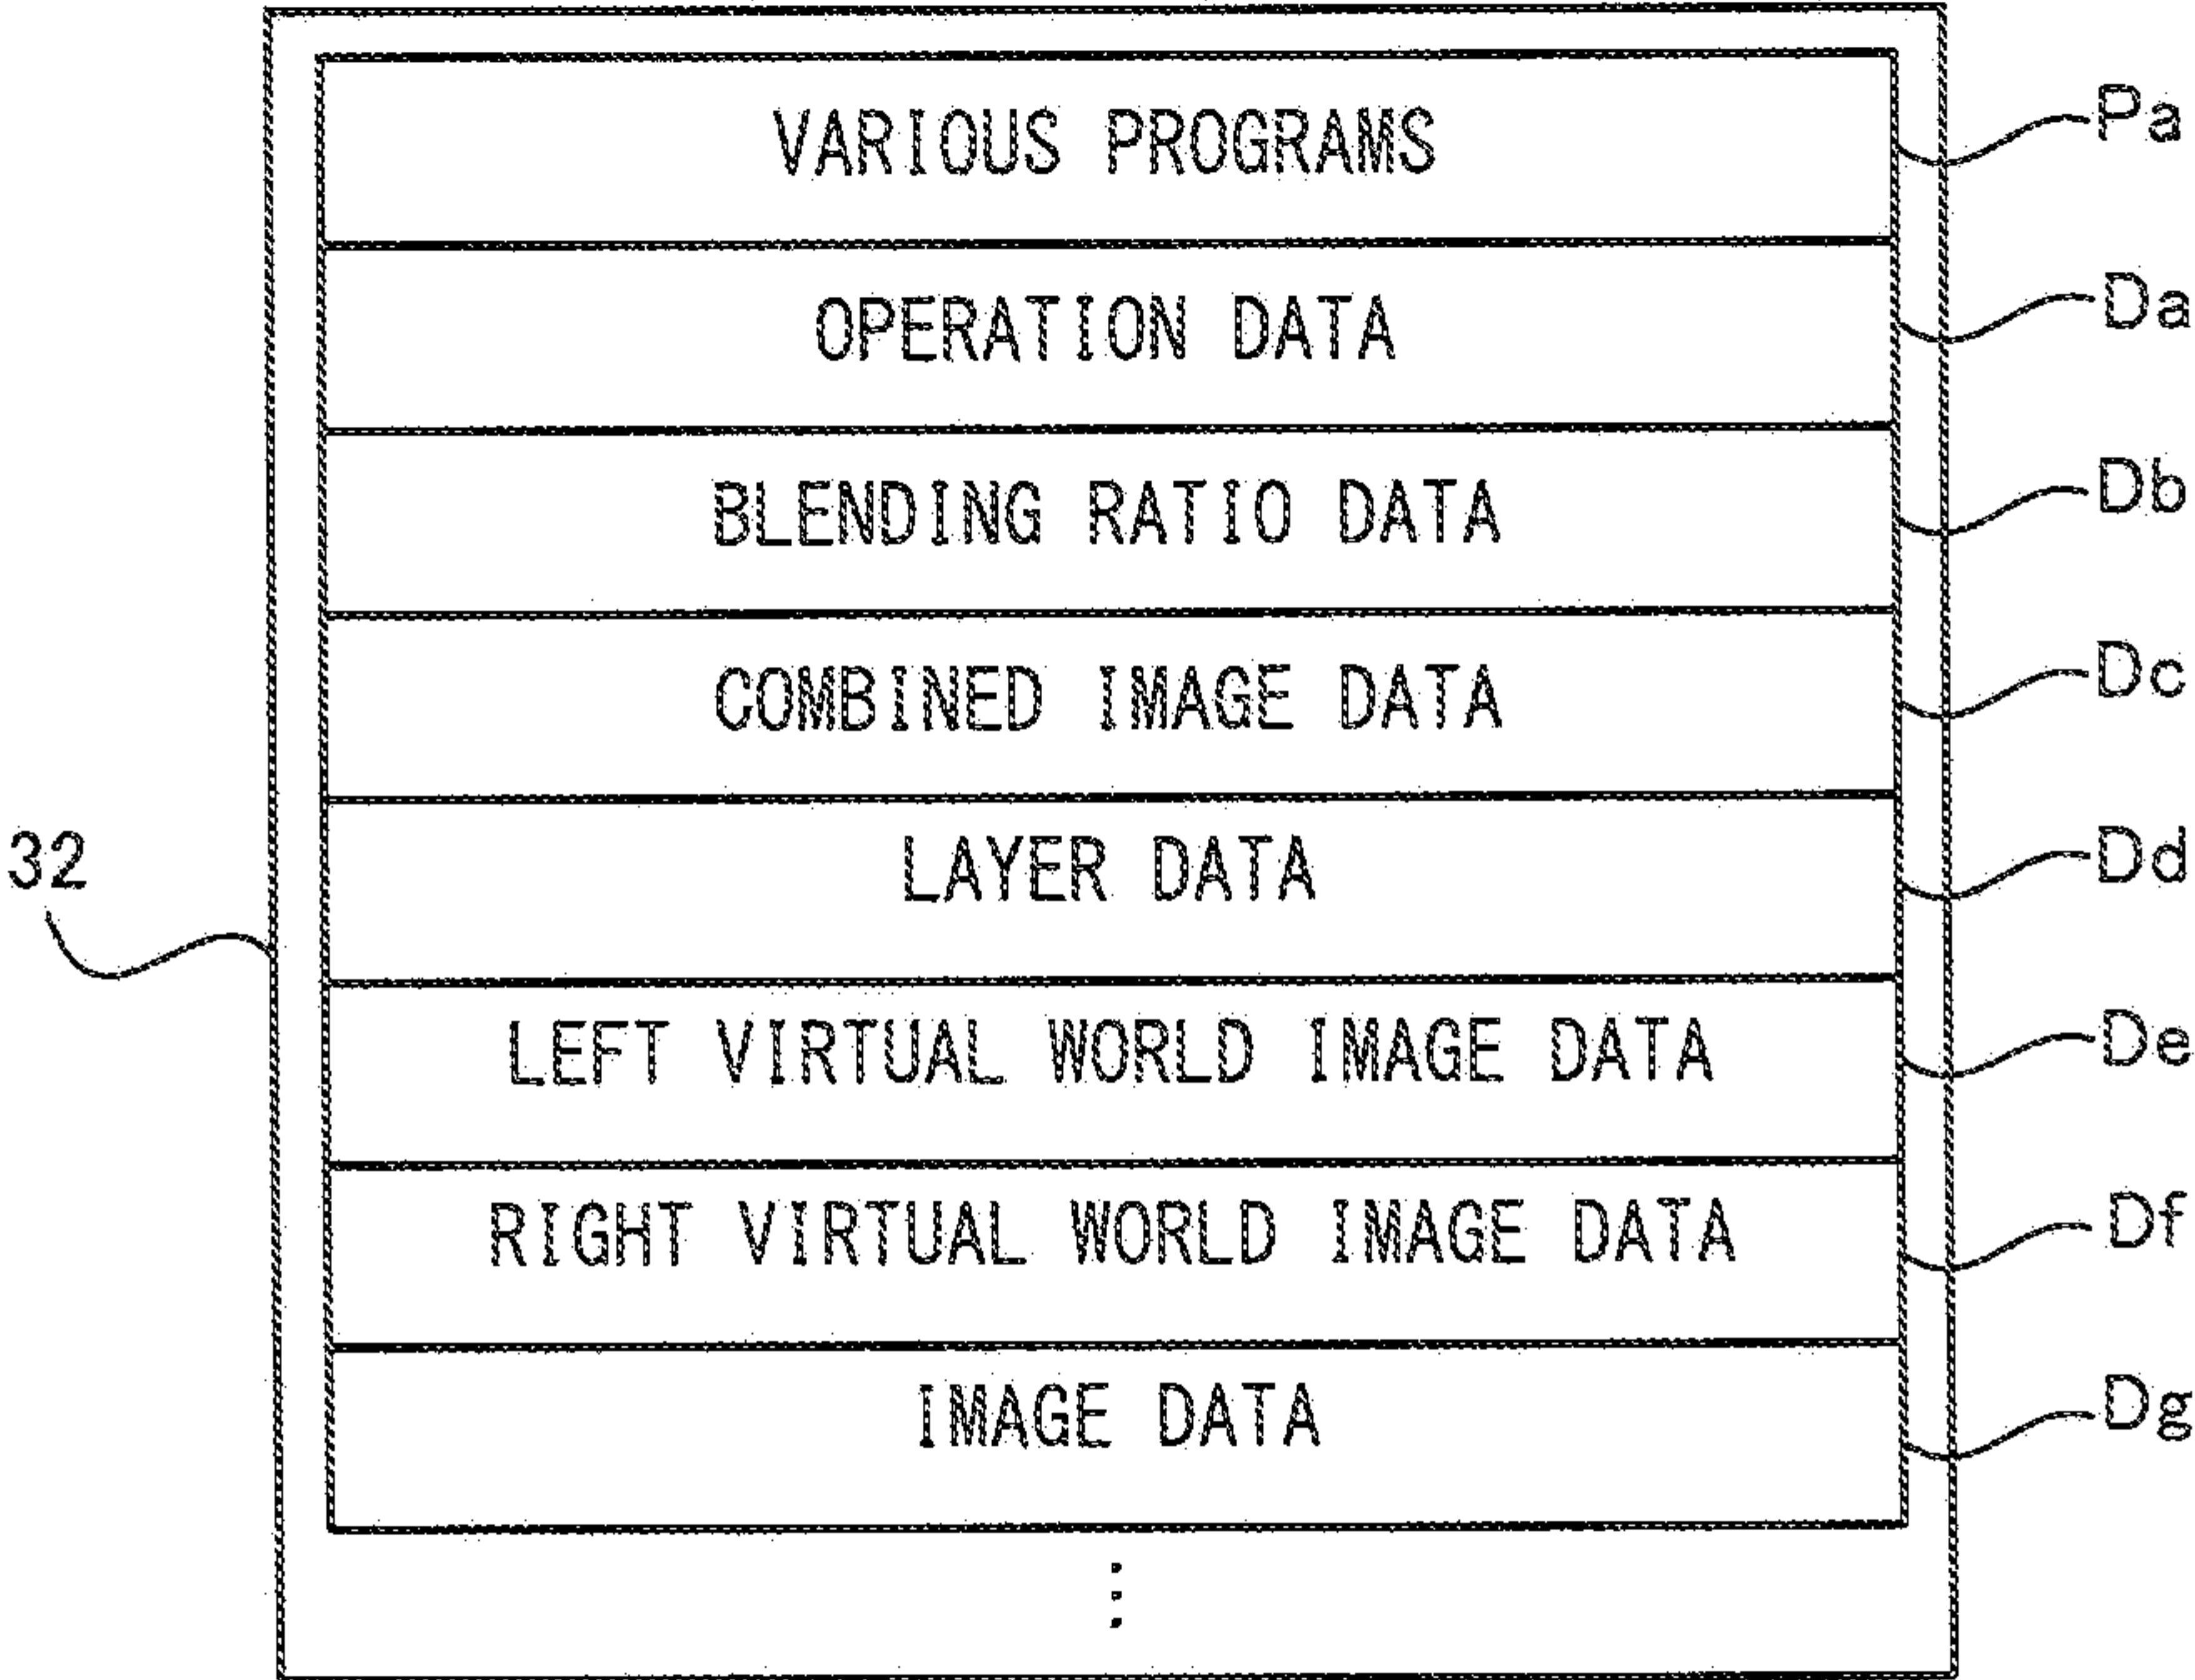 VARIOUS PROGRAMS Pa
OPERATION DATA Da
BLENDING RATIO DATA Db
COMBINED IMAGE DATA Dc
32
LAYER DATA Dd
LEFT VIRTUAL WORLD IMAGE DATA De
RIGHT VIRTUAL WORLD IMAGE DATA Df
IMAGE DATA Dg
⋮